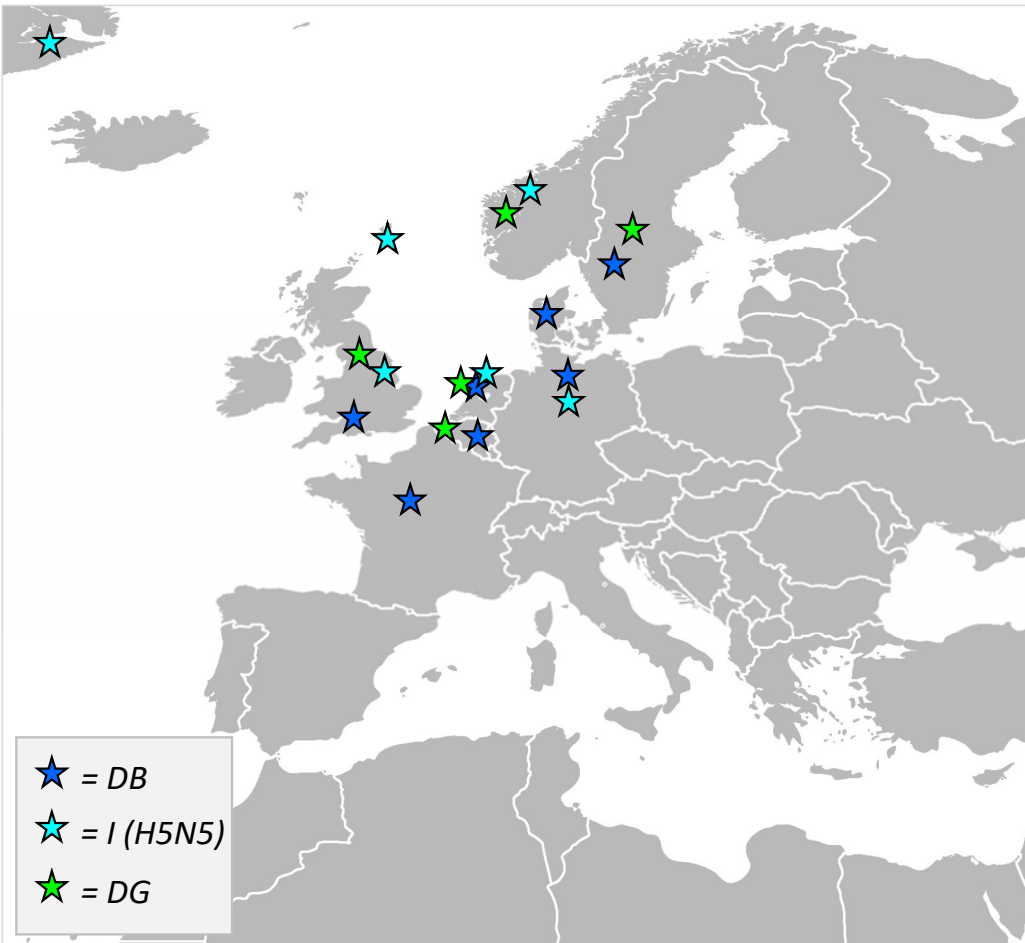 = DB
= I (H5N5)
= DG